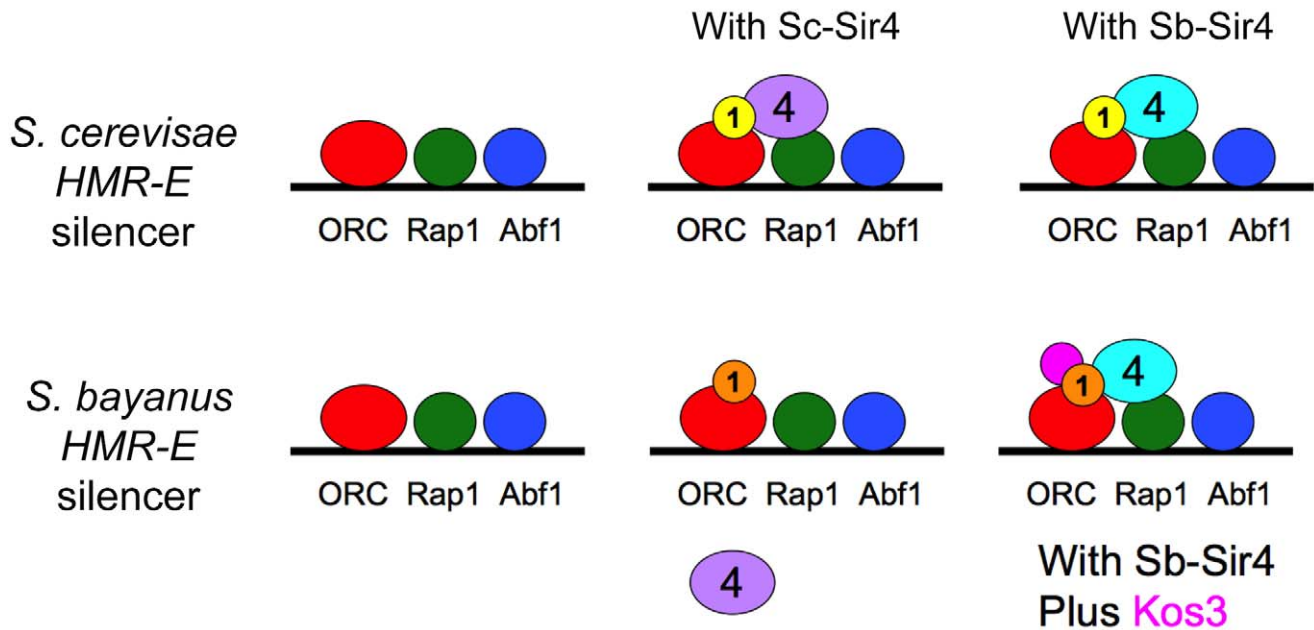 With Sc-Sir4
With Sb-Sir4
S. cerevisae
HMR-E
silencer
ORC Rap1 Abf1
1 4
ORC Rap1 Abf1
1 4
ORC Rap1 Abf1
S. bayanus
HMR-E
silencer
ORC Rap1 Abf1
1
ORC Rap1 Abf1
4
1 4
ORC Rap1 Abf1
With Sb-Sir4
Plus Kos3